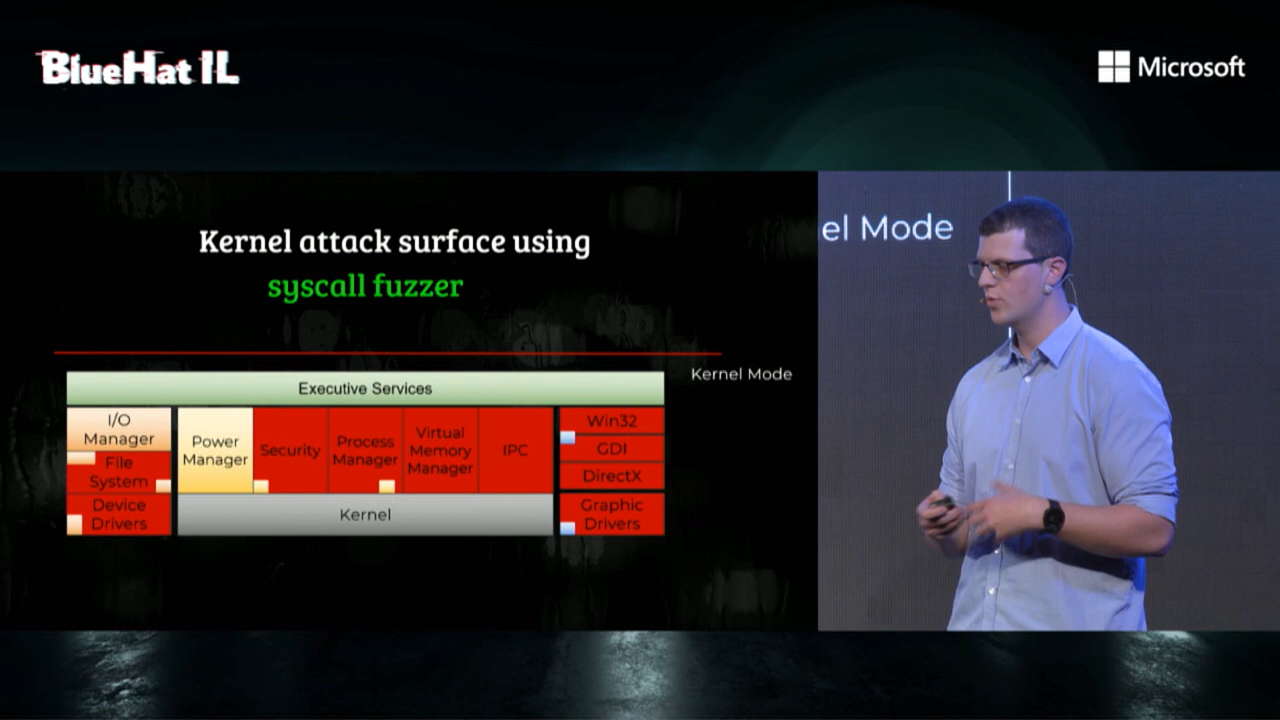 BlueHat IL
Microsoft
Kernel attack surface using
syscall fuzzer
Kernel Mode
Executive Services
I/O
Manager
File
System
Device
Drivers
Power
Manager
Security
Process
Manager
Virtual
Memory
Manager
IPC
Kernel
Win32
GDI
DirectX
Graphic
Drivers
el Mode